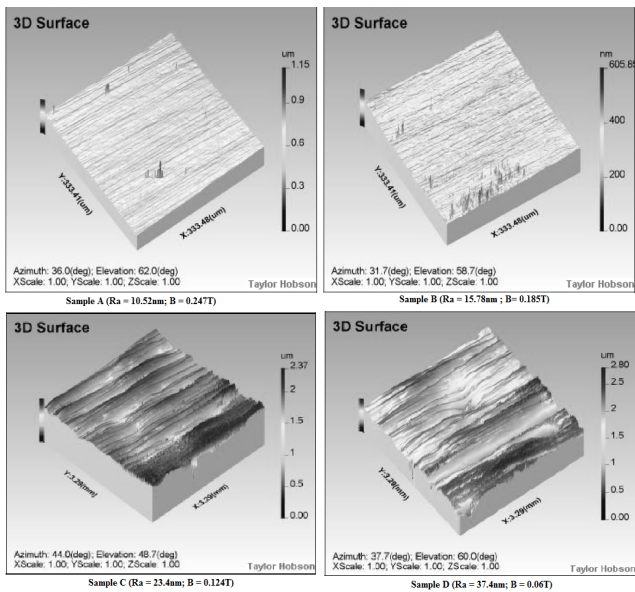 3D Surface
um
1.15
0.9
0.6
0.3
0.00
Y:333.41(um)
X:333.48(um)
Azimuth: 36.0(deg); Elevation: 62.0(deg)
XScale: 1.00; YScale: 1.00; ZScale: 1.00
Taylor Hobson
Sample A (Ra = 10.52nm; B = 0.247T)
3D Surface
nm
605.8
400
200
0.00
Y:333.41(um)
X:333.48(um)
Azimuth: 31.7(deg); Elevation: 58.7(deg)
XScale: 1.00; YScale: 1.00; ZScale: 1.00
Taylor Hobson
Sample B (Ra = 15.78nm ; B= 0.185T)
3D Surface
um
2.37
2
1.5
1
0.5
0.00
Y:3.29(mm)
X:3.29(mm)
Azimuth: 44.0(deg); Elevation: 48.7(deg)
XScale: 1.00; YScale: 1.00; ZScale: 1.00
Taylor Hobson
Sample C (Ra = 23.4nm; B = 0.124T)
3D Surface
um
2.80
2.5
2
1.5
1
0.5
0.00
Y:3.29(mm)
X:3.29(mm)
Azimuth: 37.7(deg); Elevation: 60.0(deg)
XScale: 1.00; YScale: 1.00; ZScale: 1.00
Taylor Hobson
Sample D (Ra = 37.4nm; B = 0.06T)